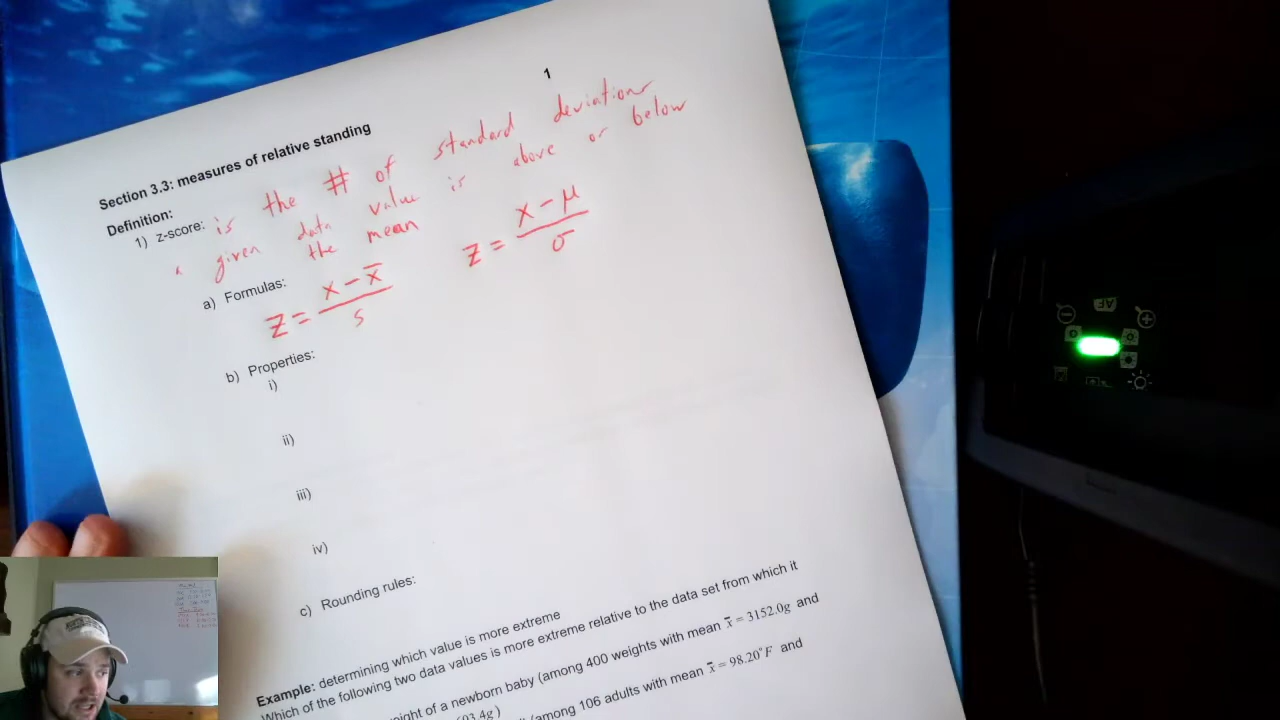 1
Section 3.3: measures of relative standing
Definition:
1) z-score: is the # of standard deviations
a given data value is above or below
the mean
a) Formulas: z = (x - x̄)/s z = (x - μ)/σ
b) Properties:
i)
ii)
iii)
iv)
c) Rounding rules:
Example: determining which value is more extreme
Which of the following two data values is more extreme relative to the data set from which it
weight of a newborn baby (among 400 weights with mean x̄ = 3152.0g and
93.4g)
(among 106 adults with mean x̄ = 98.20°F and
AF